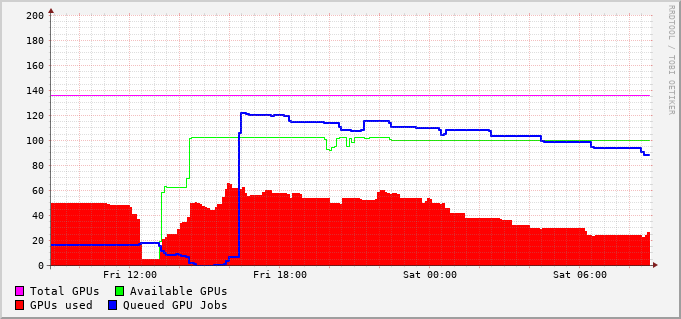 RRDTOOL / TOBI OETIKER
200
180
160
140
120
100
80
60
40
20
0
Fri 12:00 Fri 18:00 Sat 00:00 Sat 06:00
Total GPUs Available GPUs
GPUs used Queued GPU Jobs